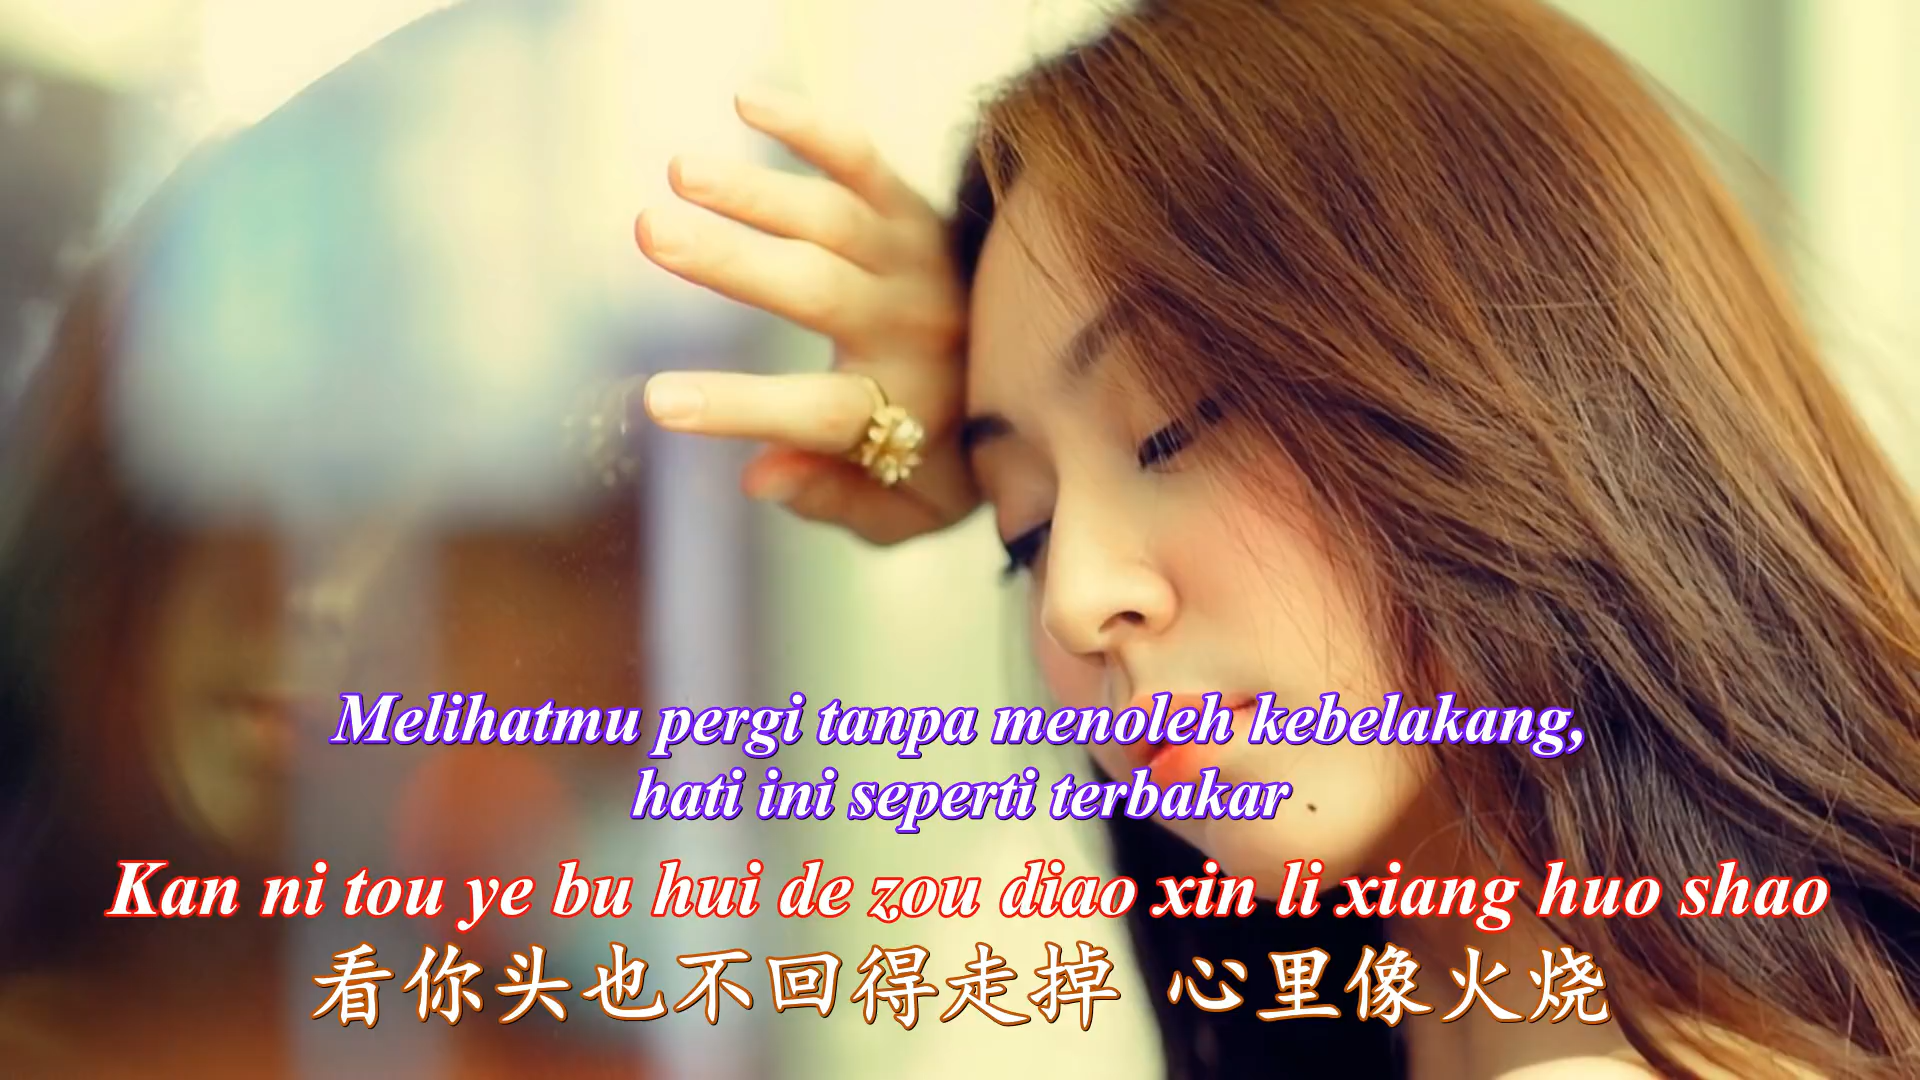 Melihatmu pergi tanpa menoleh kebelakang,
hati ini seperti terbakar
Kan ni tou ye bu hui de zou diao xin li xiang huo shao
看你头也不回得走掉 心里像火烧